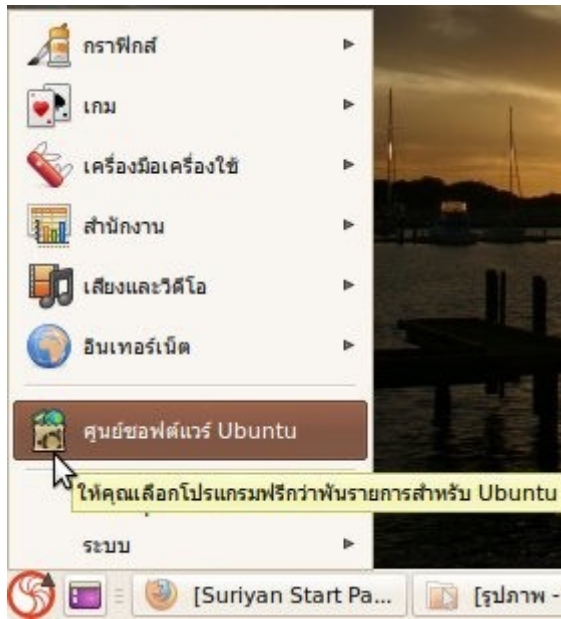 กราฟิกส์
เกม
เครื่องมือเครื่องใช้
สำนักงาน
เสียงและวิดีโอ
อินเทอร์เน็ต
ศูนย์ซอฟต์แวร์ Ubuntu
ให้คุณเลือกโปรแกรมฟรีกว่าพันรายการสำหรับ Ubuntu
ระบบ
[Suriyan Start Pa... [รูปภาพ -